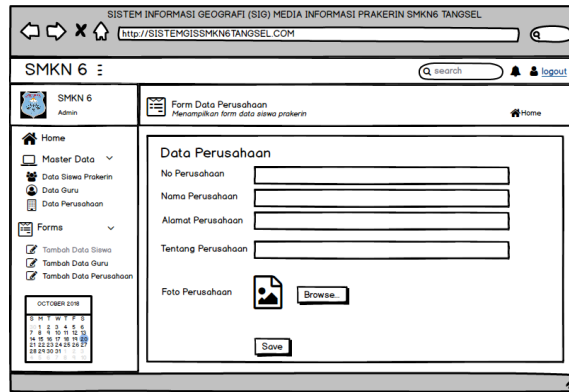 SISTEM INFORMASI GEOGRAFI (SIG) MEDIA INFORMASI PRAKERIN SMKN6 TANGSEL
http://SISTEMGISSMKN6TANGSEL.COM
SMKN 6
search
logout
SMKN 6
Admin
Form Data Perusahaan
Menampilkan form data siswa prakerin
Home
Home
Master Data
Data Siswa Prakerin
Data Guru
Data Perusahaan
Forms
Tambah Data Siswa
Tambah Data Guru
Tambah Data Perusahaan
OCTOBER 2018
S M T W T F S
1 2 3 4 5 6
7 8 9 10 11 12 13
14 15 16 17 18 19 20
21 22 23 24 25 26 27
28 29 30 31
Data Perusahaan
No Perusahaan
Nama Perusahaan
Alamat Perusahaan
Tentang Perusahaan
Foto Perusahaan
Browse..
Save